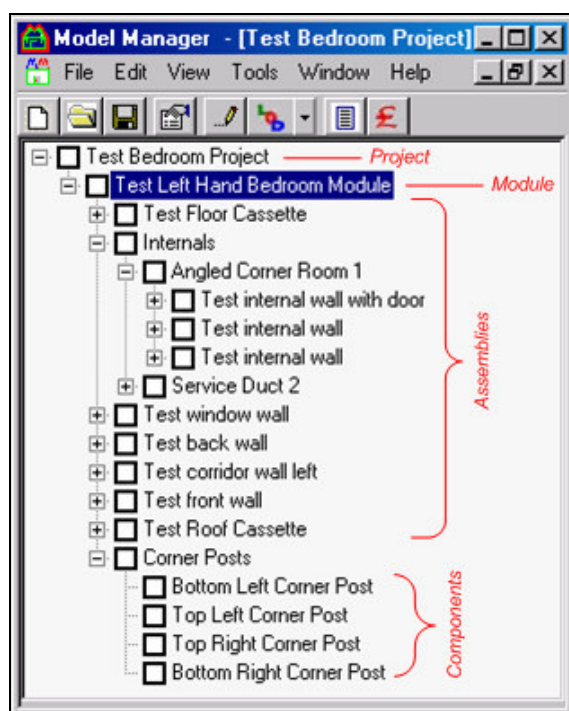 Model Manager - [Test Bedroom Project]
File Edit View Tools Window Help
Test Bedroom Project Project
Test Left Hand Bedroom Module Module
Test Floor Cassette
Internals
Angled Corner Room 1
Test internal wall with door
Test internal wall
Test internal wall
Service Duct 2
Test window wall
Test back wall
Test corridor wall left
Test front wall
Test Roof Cassette
Assemblies
Corner Posts
Bottom Left Corner Post
Top Left Corner Post
Top Right Corner Post
Bottom Right Corner Post
Components